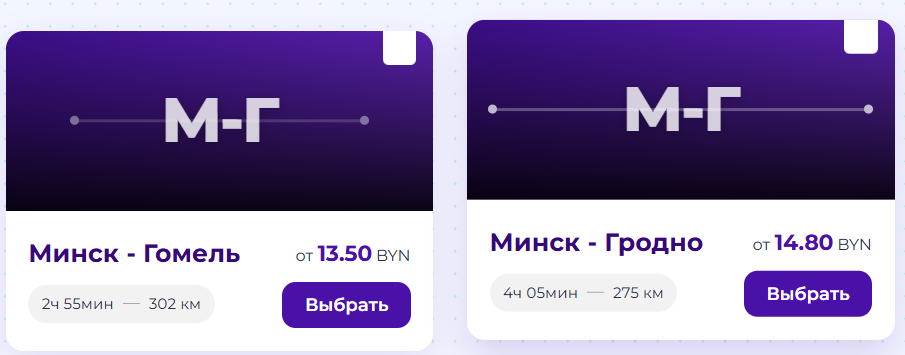 М-Г
Минск - Гомель
от 13.50 BYN
2ч 55мин — 302 км
Выбрать
М-Г
Минск - Гродно
от 14.80 BYN
4ч 05мин — 275 км
Выбрать